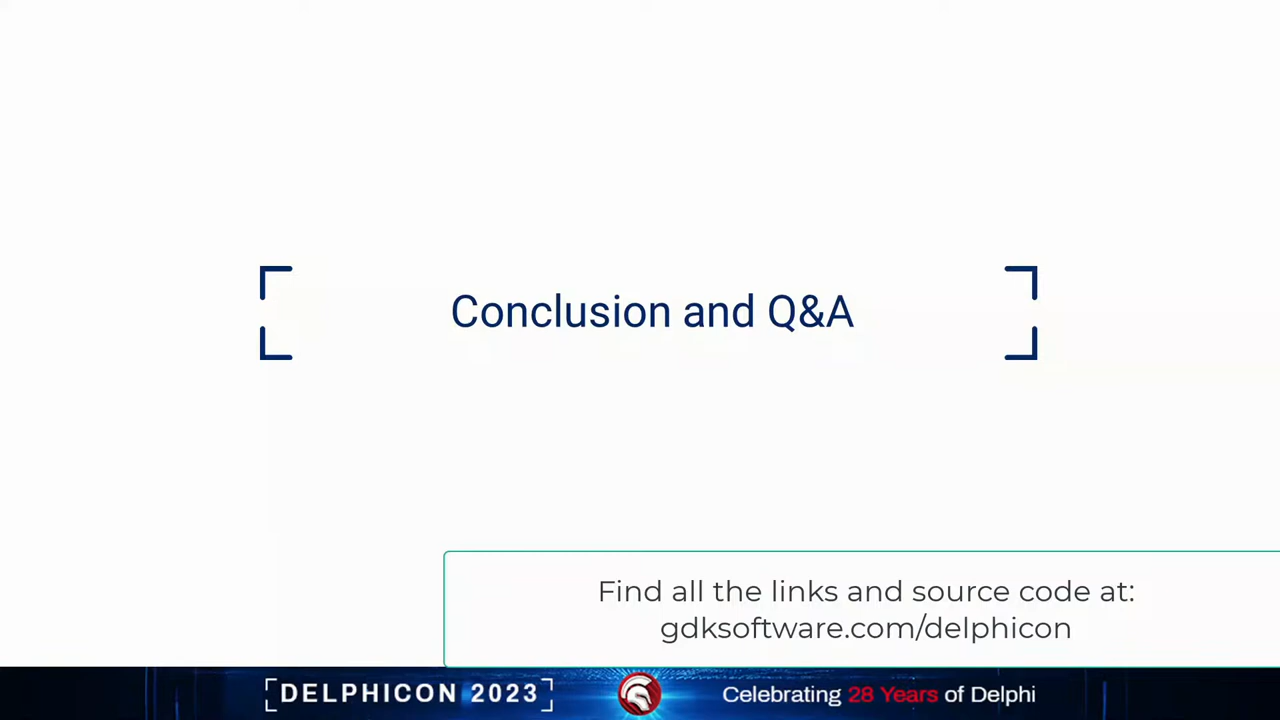 Conclusion and Q&A
Find all the links and source code at:
gdksoftware.com/delphicon
DELPHICON 2023
Celebrating 28 Years of Delphi